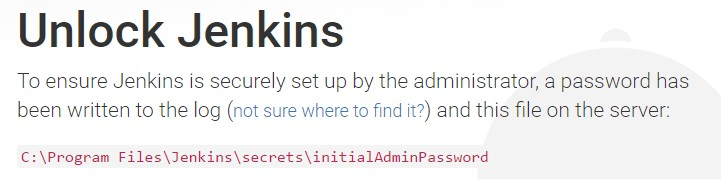 Unlock Jenkins
To ensure Jenkins is securely set up by the administrator, a password has
been written to the log (not sure where to find it?) and this file on the server:
C:\Program Files\Jenkins\secrets\initialAdminPassword